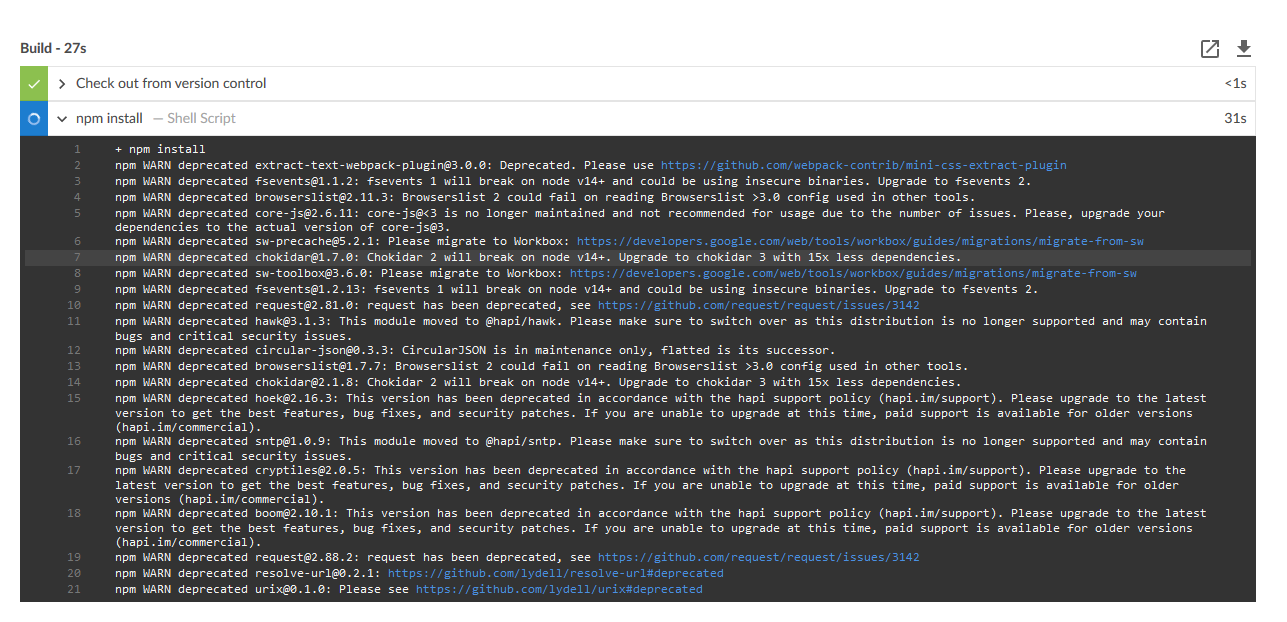 Build - 27s
Check out from version control <1s
npm install — Shell Script 31s
1 + npm install
2 npm WARN deprecated extract-text-webpack-plugin@3.0.0: Deprecated. Please use https://github.com/webpack-contrib/mini-css-extract-plugin
3 npm WARN deprecated fsevents@1.1.2: fsevents 1 will break on node v14+ and could be using insecure binaries. Upgrade to fsevents 2.
4 npm WARN deprecated browserslist@2.11.3: Browserslist 2 could fail on reading Browserslist >3.0 config used in other tools.
5 npm WARN deprecated core-js@2.6.11: core-js@<3 is no longer maintained and not recommended for usage due to the number of issues. Please, upgrade your
dependencies to the actual version of core-js@3.
6 npm WARN deprecated sw-precache@5.2.1: Please migrate to Workbox: https://developers.google.com/web/tools/workbox/guides/migrations/migrate-from-sw
7 npm WARN deprecated chokidar@1.7.0: Chokidar 2 will break on node v14+. Upgrade to chokidar 3 with 15x less dependencies.
8 npm WARN deprecated sw-toolbox@3.6.0: Please migrate to Workbox: https://developers.google.com/web/tools/workbox/guides/migrations/migrate-from-sw
9 npm WARN deprecated fsevents@1.2.13: fsevents 1 will break on node v14+ and could be using insecure binaries. Upgrade to fsevents 2.
10 npm WARN deprecated request@2.81.0: request has been deprecated, see https://github.com/request/request/issues/3142
11 npm WARN deprecated hawk@3.1.3: This module moved to @hapi/hawk. Please make sure to switch over as this distribution is no longer supported and may contain
bugs and critical security issues.
12 npm WARN deprecated circular-json@0.3.3: CircularJSON is in maintenance only, flatted is its successor.
13 npm WARN deprecated browserslist@1.7.7: Browserslist 2 could fail on reading Browserslist >3.0 config used in other tools.
14 npm WARN deprecated chokidar@2.1.8: Chokidar 2 will break on node v14+. Upgrade to chokidar 3 with 15x less dependencies.
15 npm WARN deprecated hoek@2.16.3: This version has been deprecated in accordance with the hapi support policy (hapi.im/support). Please upgrade to the latest
version to get the best features, bug fixes, and security patches. If you are unable to upgrade at this time, paid support is available for older versions
(hapi.im/commercial).
16 npm WARN deprecated sntp@1.0.9: This module moved to @hapi/sntp. Please make sure to switch over as this distribution is no longer supported and may contain
bugs and critical security issues.
17 npm WARN deprecated cryptiles@2.0.5: This version has been deprecated in accordance with the hapi support policy (hapi.im/support). Please upgrade to the
latest version to get the best features, bug fixes, and security patches. If you are unable to upgrade at this time, paid support is available for older
versions (hapi.im/commercial).
18 npm WARN deprecated boom@2.10.1: This version has been deprecated in accordance with the hapi support policy (hapi.im/support). Please upgrade to the latest
version to get the best features, bug fixes, and security patches. If you are unable to upgrade at this time, paid support is available for older versions
(hapi.im/commercial).
19 npm WARN deprecated request@2.88.2: request has been deprecated, see https://github.com/request/request/issues/3142
20 npm WARN deprecated resolve-url@0.2.1: https://github.com/lydell/resolve-url#deprecated
21 npm WARN deprecated urix@0.1.0: Please see https://github.com/lydell/urix#deprecated